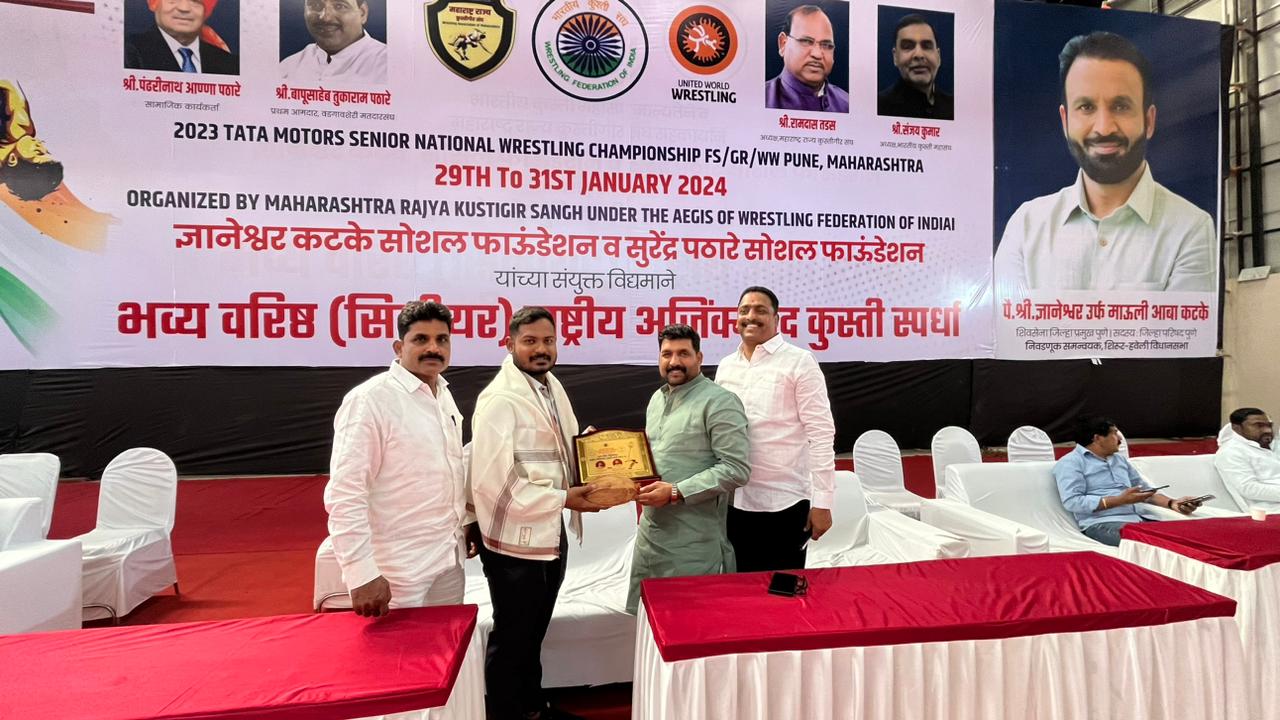 श्री.पंढरीनाथ आण्णा पठारे
सामाजिक कार्यकर्ता
श्री.बापूसाहेब तुकाराम पठारे
प्रथम आमदार, वडगावशेरी मतदारसंघ
महाराष्ट्र राज्य
कुस्तीगीर संघ
भारतीय कुस्ती संघ
WRESTLING FEDERATION OF INDIA
UNITED WORLD
WRESTLING
श्री.रामदास तडस
अध्यक्ष,महाराष्ट्र राज्य कुस्तीगीर संघ
श्री.संजय कुमार
अध्यक्ष,भारतीय कुस्ती महासंघ
2023 TATA MOTORS SENIOR NATIONAL WRESTLING CHAMPIONSHIP FS/GR/WW PUNE, MAHARASHTRA
29TH To 31ST JANUARY 2024
ORGANIZED BY MAHARASHTRA RAJYA KUSTIGIR SANGH UNDER THE AEGIS OF WRESTLING FEDERATION OF INDIAI
ज्ञानेश्वर कटके सोशल फाऊंडेशन व सुरेंद्र पठारे सोशल फाऊंडेशन
यांच्या संयुक्त विद्यमाने
भव्य वरिष्ठ कुस्ती स्पर्धा
पै.श्री.ज्ञानेश्वर उर्फ माऊली आबा कटके
शिवसेना जिल्हा प्रमुख पुणे | सदस्य : जिल्हा परिषद पुणे
निवडणूक समन्वयक, शिरूर-हवेली विधानसभा